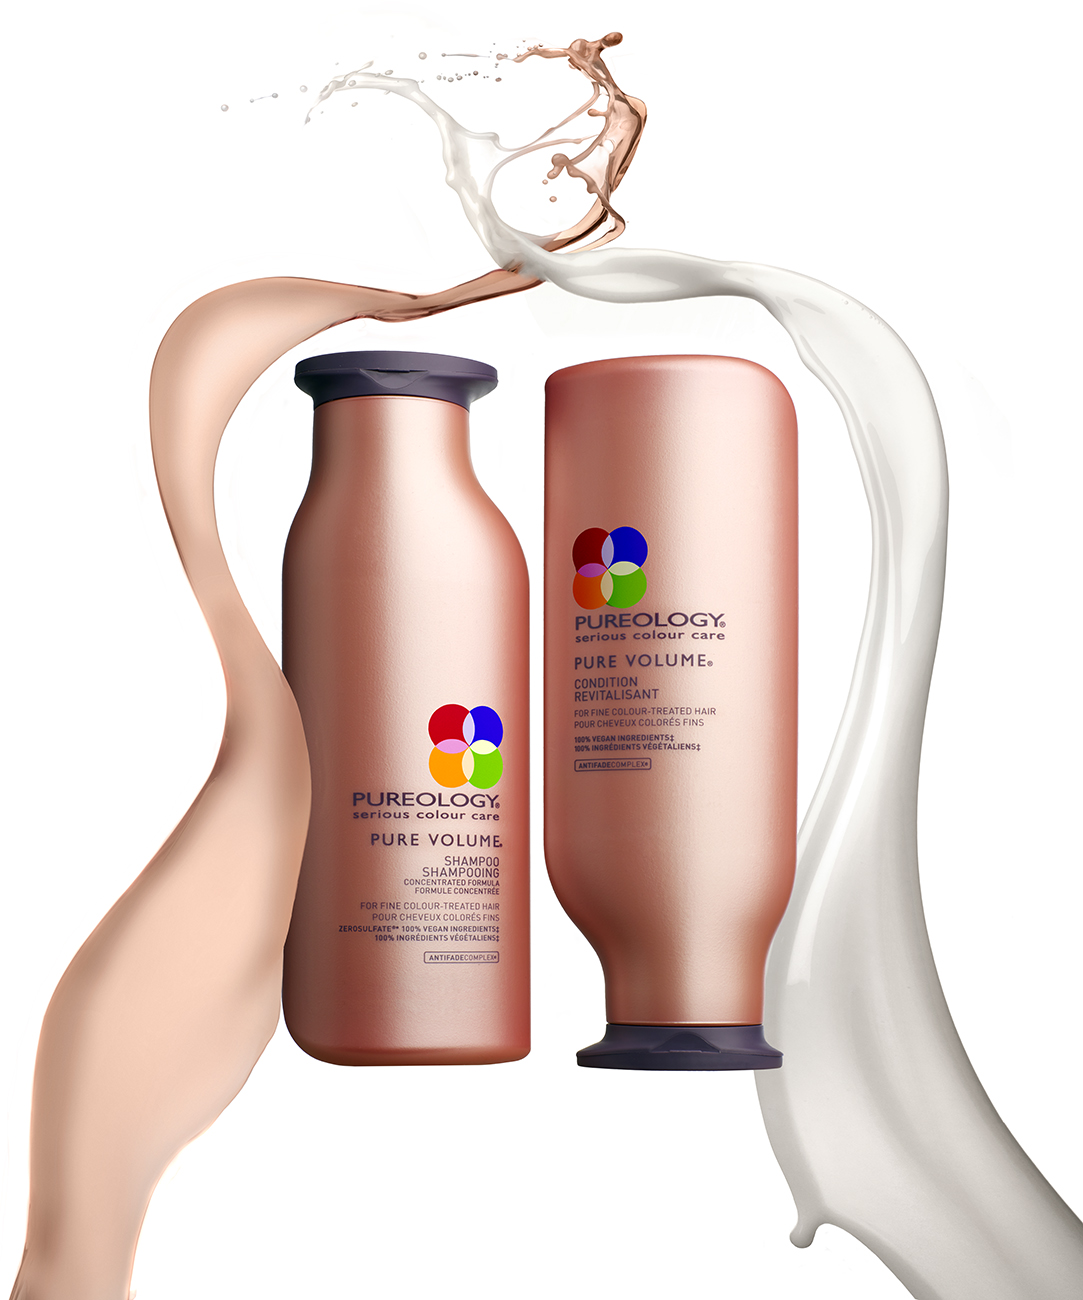 PUREOLOGY®
serious colour care
PURE VOLUME®
SHAMPOO
SHAMPOOING
CONCENTRATED FORMULA
FORMULE CONCENTRÉE
FOR FINE COLOUR-TREATED HAIR
POUR CHEVEUX COLORÉS FINS
ZEROSULFATE®* 100% VEGAN INGREDIENTS‡
100% INGRÉDIENTS VÉGÉTALIENS‡
ANTIFADECOMPLEX®
PUREOLOGY®
serious colour care
PURE VOLUME®
CONDITION
REVITALISANT
FOR FINE COLOUR-TREATED HAIR
POUR CHEVEUX COLORÉS FINS
100% VEGAN INGREDIENTS‡
100% INGRÉDIENTS VÉGÉTALIENS‡
ANTIFADECOMPLEX®